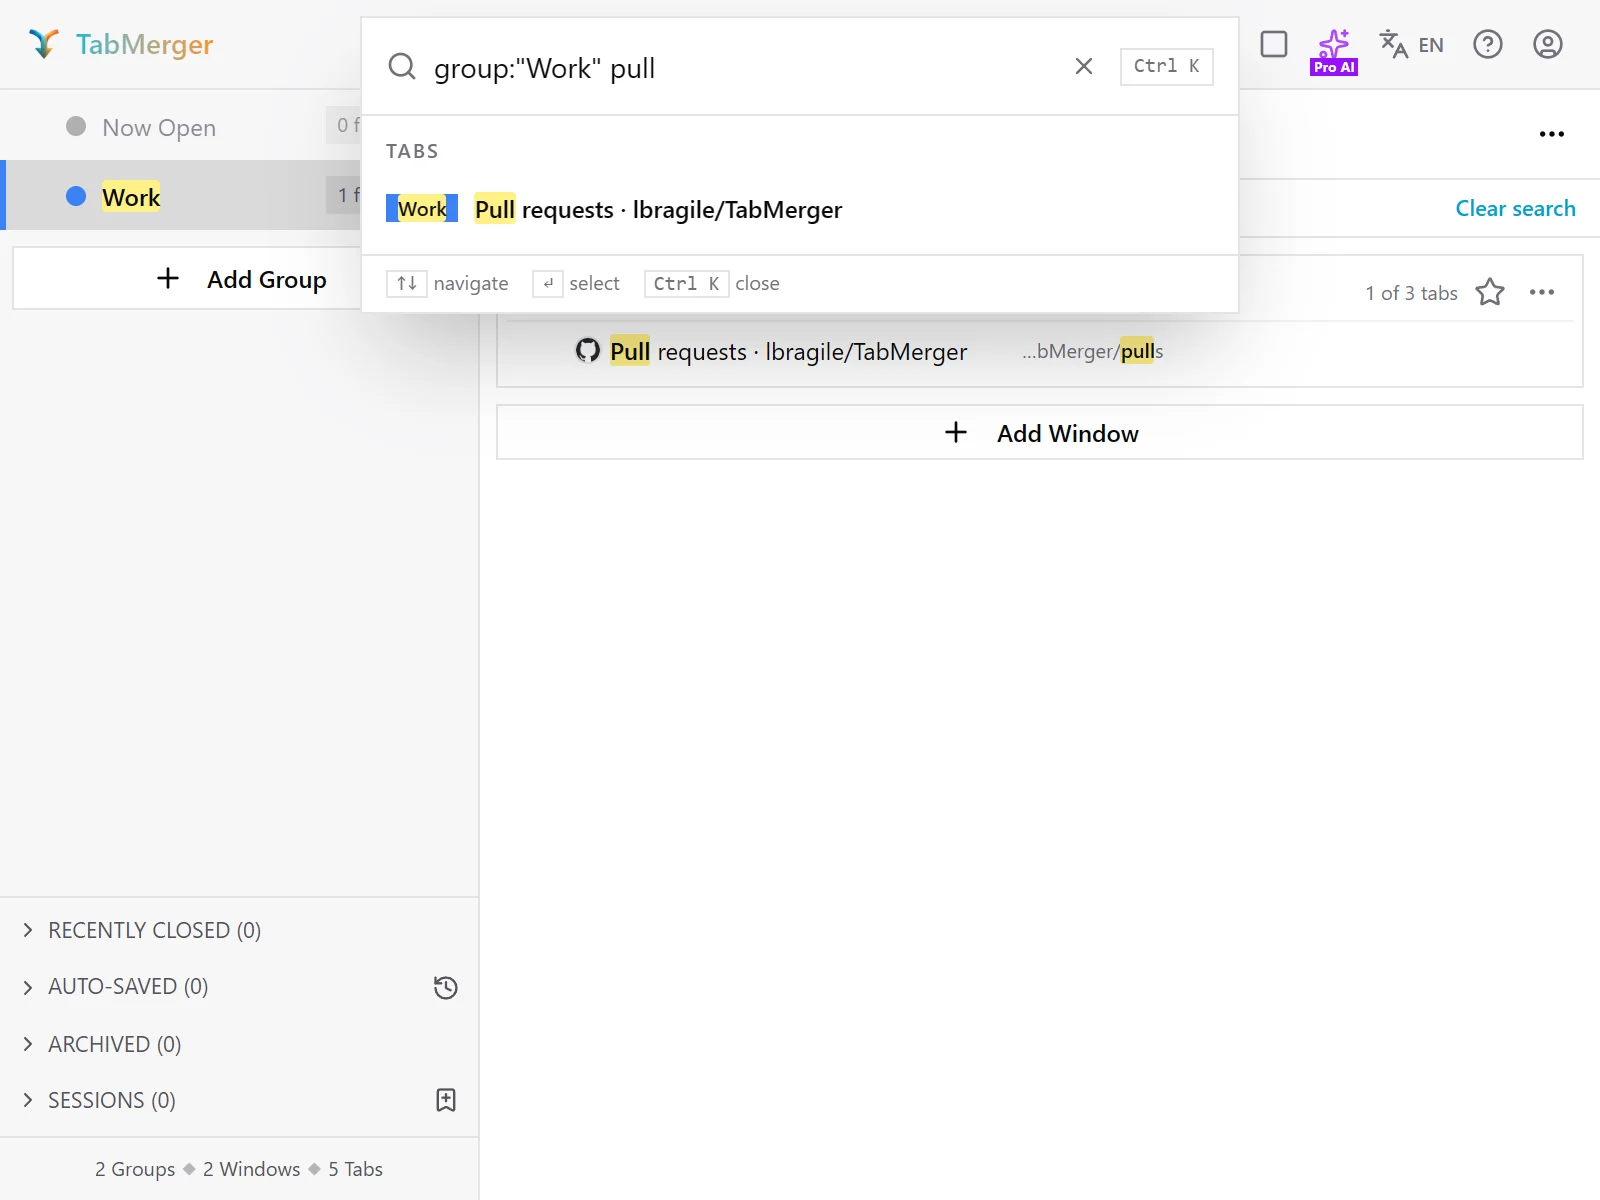 TabMerger
group:"Work" pull
Ctrl K
Pro AI
EN
Now Open
0 f
TABS
Work
1 f
Work Pull requests · lbragile/TabMerger
Clear search
Add Group
↑↓ navigate
↵ select
Ctrl K close
1 of 3 tabs
Pull requests · lbragile/TabMerger
...bMerger/pulls
Add Window
RECENTLY CLOSED (0)
AUTO-SAVED (0)
ARCHIVED (0)
SESSIONS (0)
2 Groups ◆ 2 Windows ◆ 5 Tabs